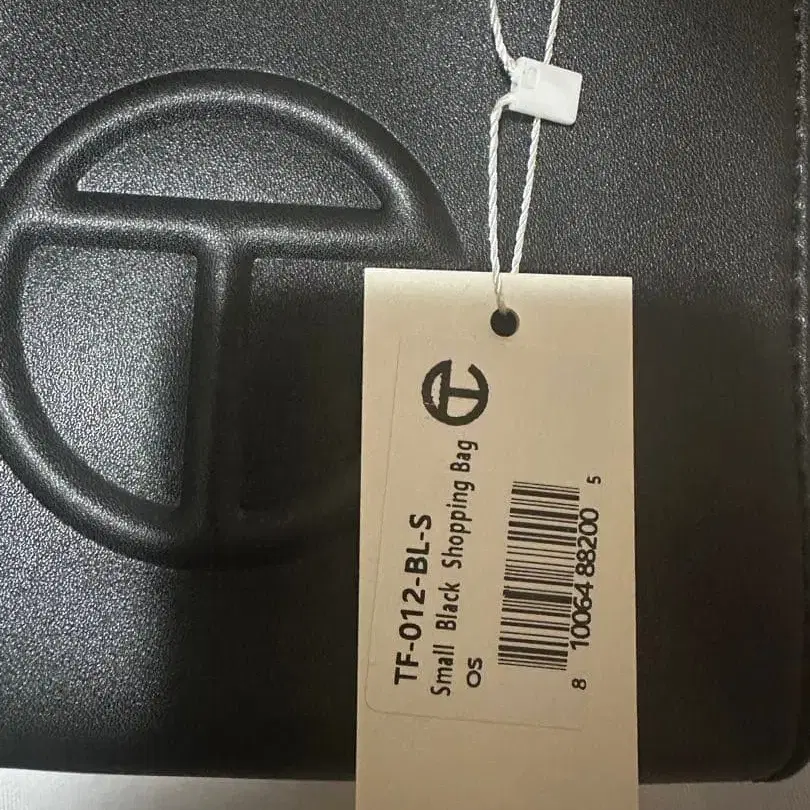 TF-012-BL-S
Small Black Shopping Bag
OS
8 10064 88200 5